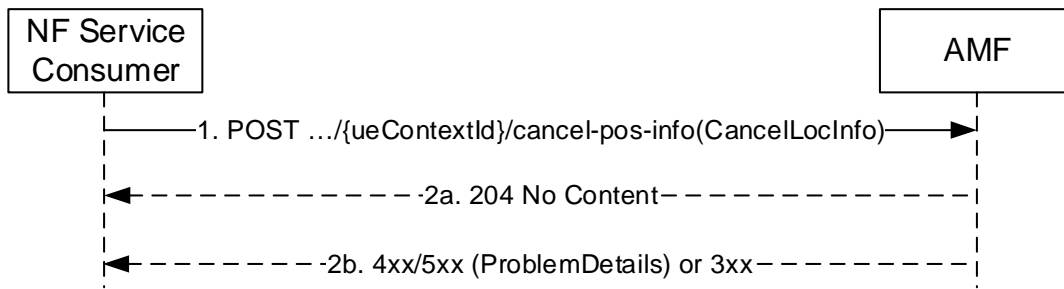 NF Service
Consumer
AMF
1. POST …/{ueContextId}/cancel-pos-info(CancelLocInfo)
2a. 204 No Content
2b. 4xx/5xx (ProblemDetails) or 3xx